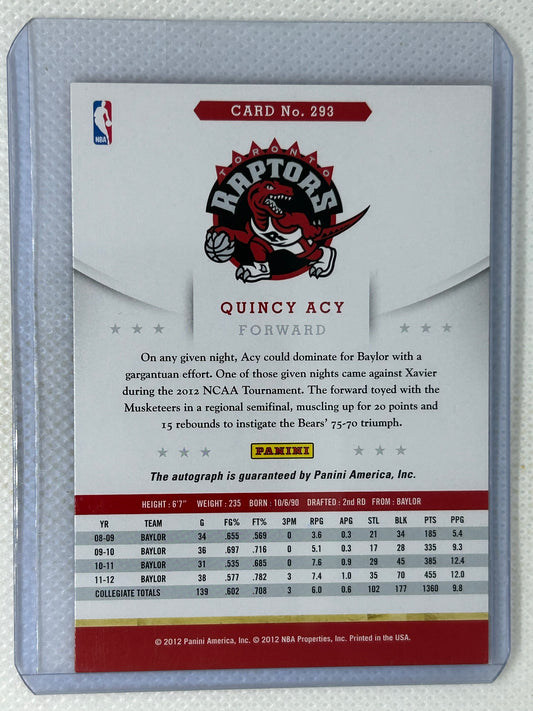 CARD No. 293
NBA
TORONTO
RAPTORS
QUINCY ACY
FORWARD
On any given night, Acy could dominate for Baylor with a
gargantuan effort. One of those given nights came against Xavier
during the 2012 NCAA Tournament. The forward toyed with the
Musketeers in a regional semifinal, muscling up for 20 points and
15 rebounds to instigate the Bears' 75-70 triumph.
PANINI
The autograph is guaranteed by Panini America, Inc.
HEIGHT : 6'7" WEIGHT : 235 BORN : 10/6/90 DRAFTED : 2nd RD FROM : BAYLOR
YR TEAM G FG% FT% 3PM RPG APG STL BLK PTS PPG
08-09 BAYLOR 34 .655 .569 0 3.6 0.3 21 34 185 5.4
09-10 BAYLOR 36 .697 .716 0 5.1 0.3 17 28 335 9.3
10-11 BAYLOR 31 .535 .685 0 7.6 0.9 29 45 385 12.4
11-12 BAYLOR 38 .577 .782 3 7.4 1.0 35 70 455 12.0
COLLEGIATE TOTALS 139 .602 .708 3 6.0 0.6 102 177 1360 9.8
© 2012 Panini America, Inc. © 2012 NBA Properties, Inc. Printed in the USA.